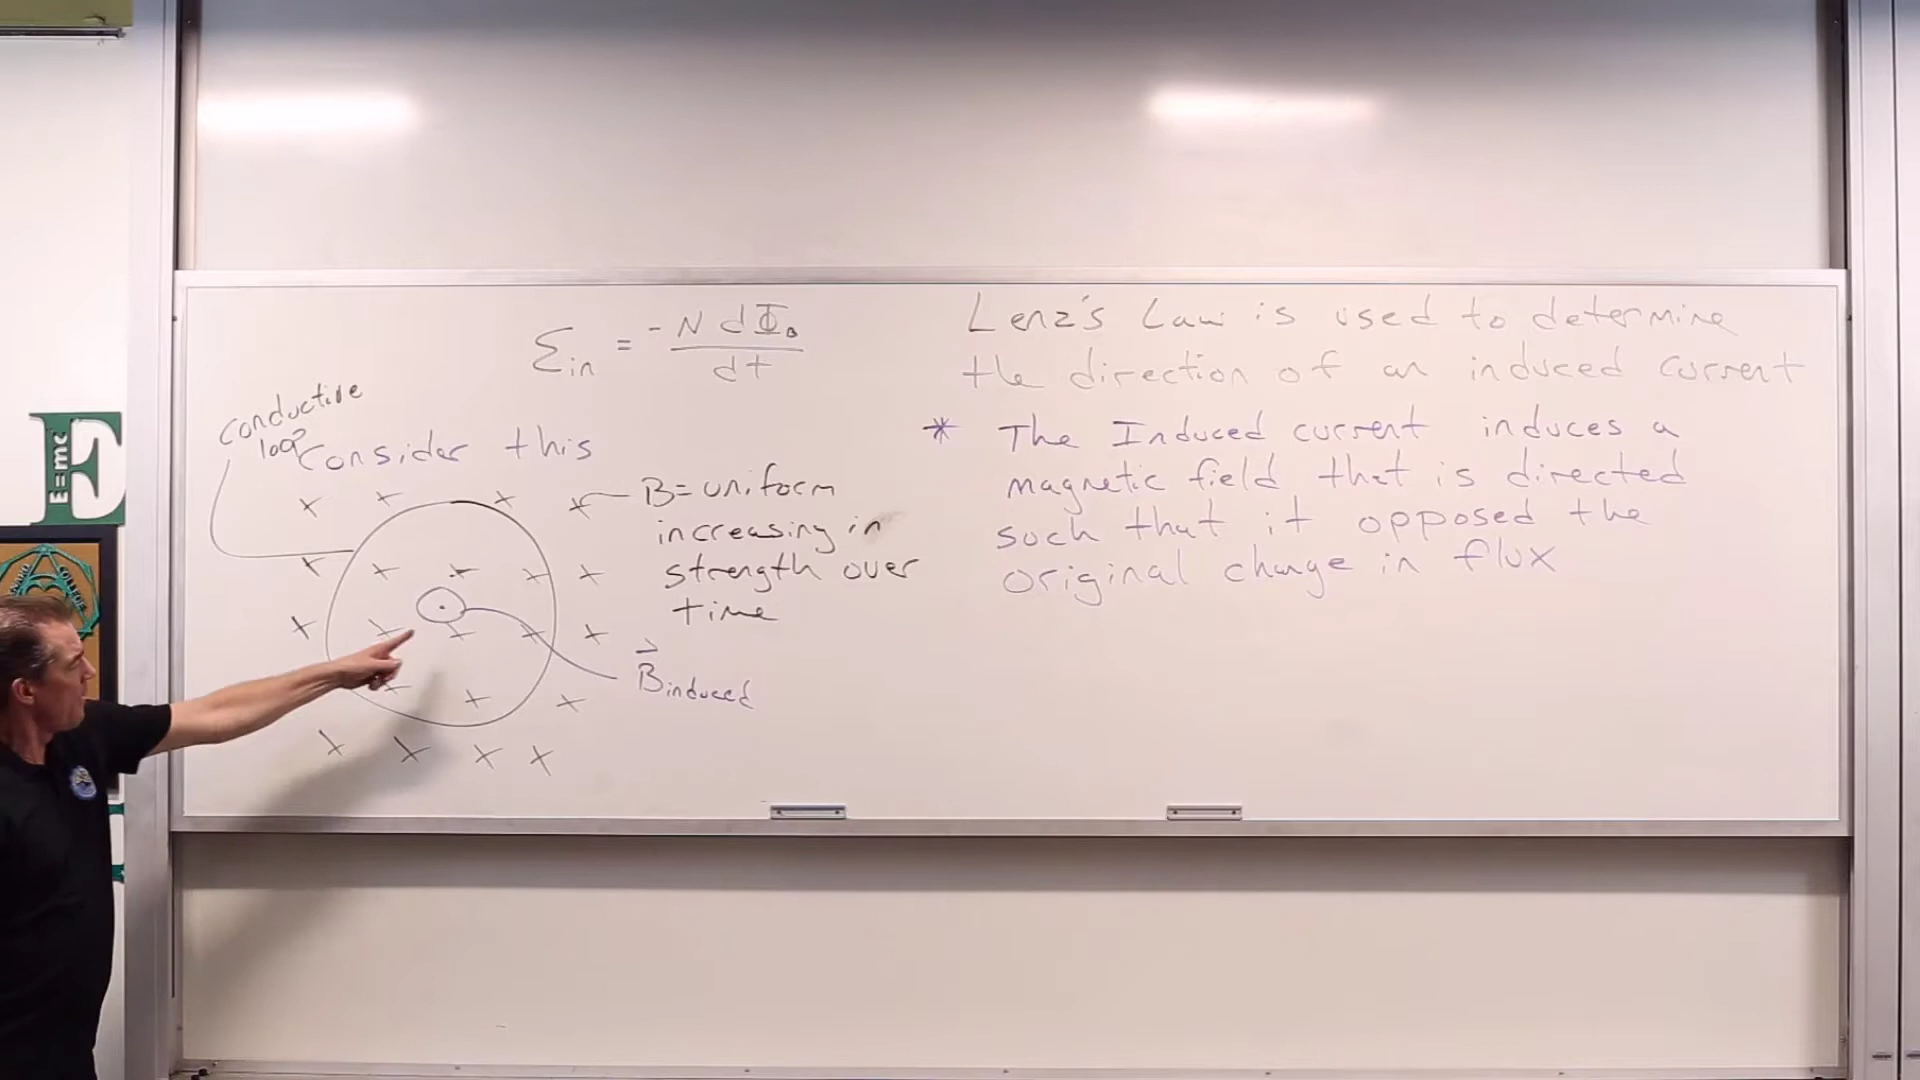 Ɛin = -N dΦB
dt
conductive
loop
Consider this
B = uniform
increasing in
strength over
time
B induced
Lenz's Law is used to determine
the direction of an induced current
* The Induced current induces a
magnetic field that is directed
such that it opposed the
original change in flux
E
E=mc